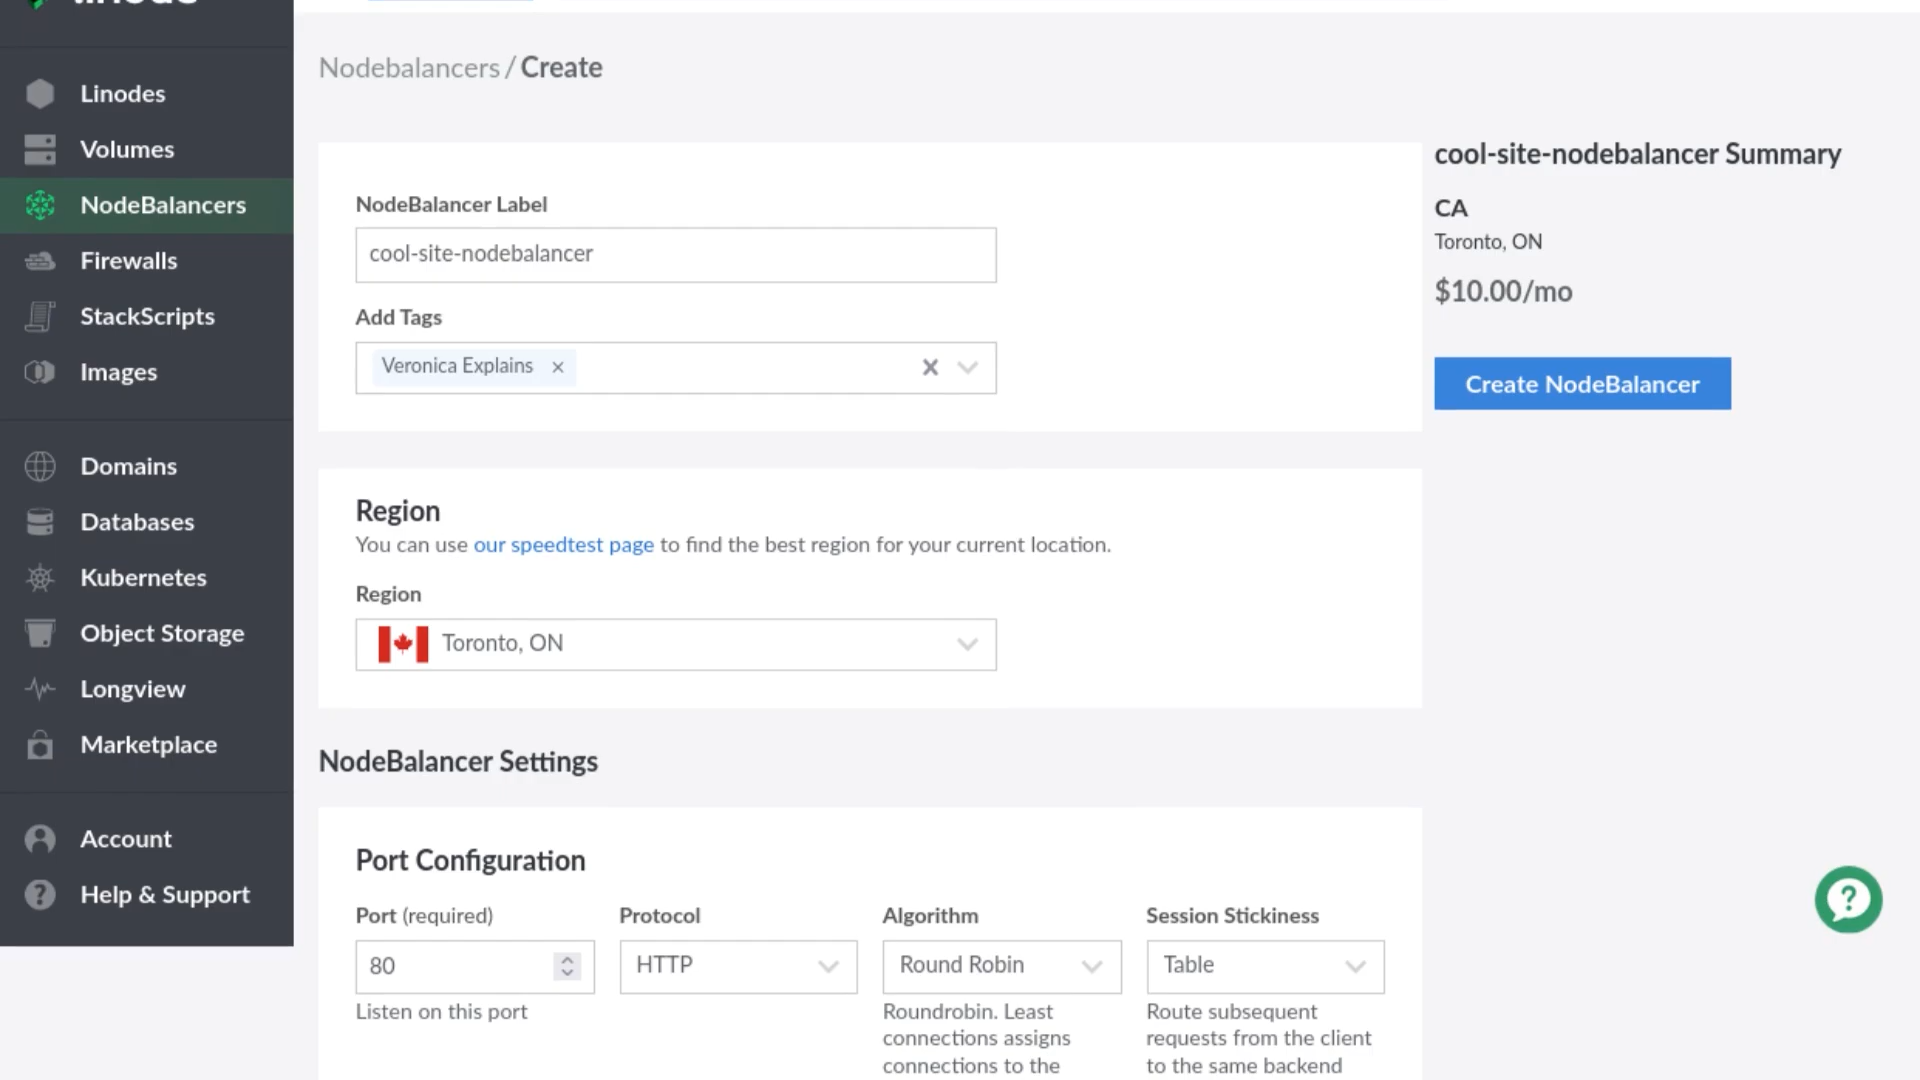 linode
Linodes
Volumes
NodeBalancers
Firewalls
StackScripts
Images
Domains
Databases
Kubernetes
Object Storage
Longview
Marketplace
Account
Help & Support
Nodebalancers / Create
NodeBalancer Label
cool-site-nodebalancer
Add Tags
Veronica Explains
Region
You can use our speedtest page to find the best region for your current location.
Region
Toronto, ON
NodeBalancer Settings
Port Configuration
Port (required)
80
Listen on this port
Protocol
HTTP
Algorithm
Round Robin
Roundrobin. Least
connections assigns
connections to the
Session Stickiness
Table
Route subsequent
requests from the client
to the same backend
cool-site-nodebalancer Summary
CA
Toronto, ON
$10.00/mo
Create NodeBalancer